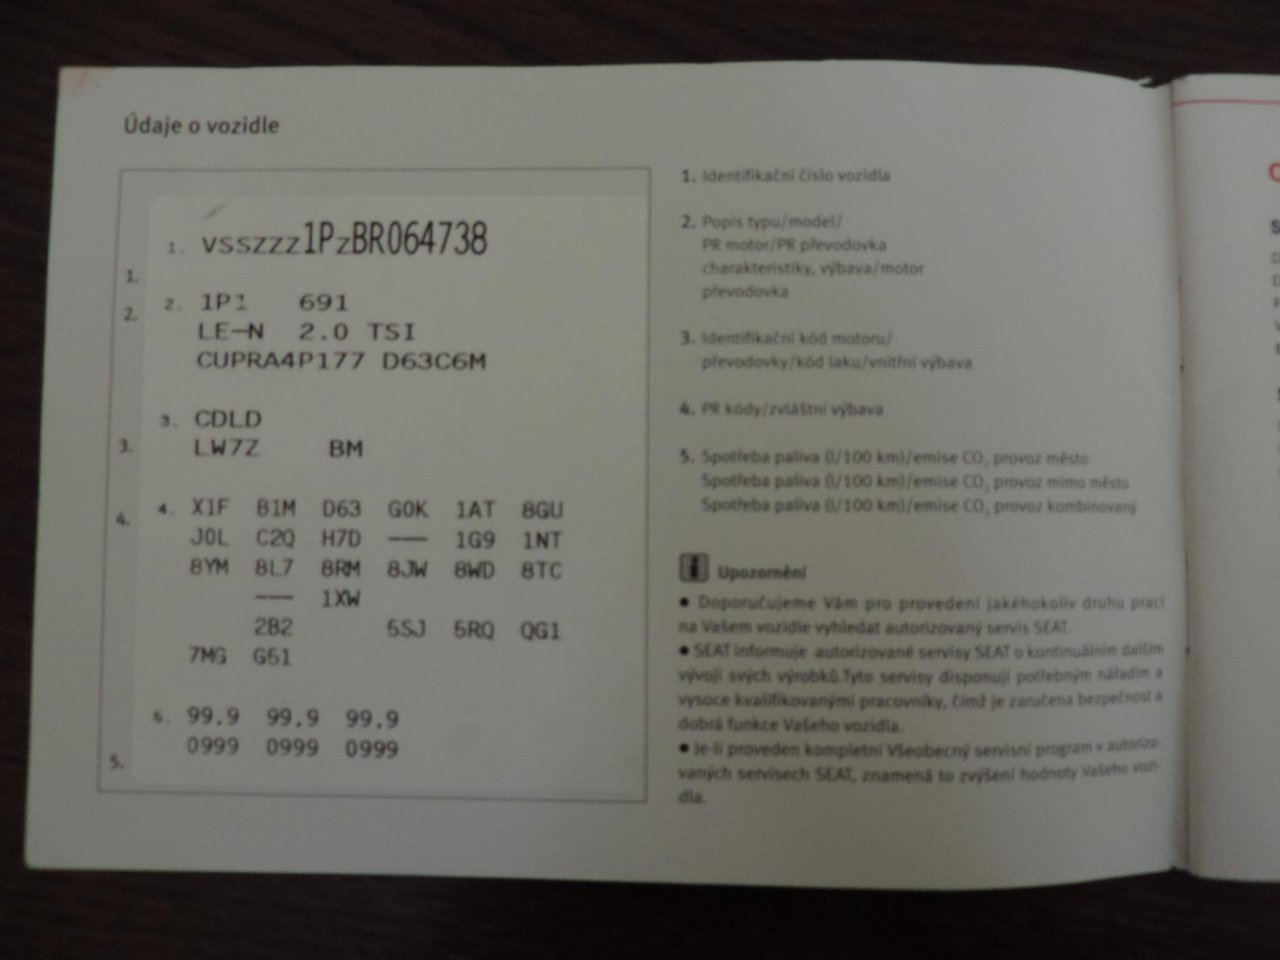 Údaje o vozidle
1. VSSZZZ1PZBR064738
1.
2. 1P1 691
2.
LE-N 2.0 TSI
CUPRA4P177 D63C6M
3. CDLD
3.
LW7Z BM
4. X1F B1M D63 G0K 1AT 8GU
4.
J0L C2Q H7D --- 1G9 1NT
8YM 8L7 8RM 8JW 8WD 8TC
--- 1XW
2B2 5SJ 5RQ QG1
7MG G61
5. 99.9 99.9 99.9
0999 0999 0999
5.
1. Identifikační číslo vozidla
2. Popis typu/model/
PR motor/PR převodovka
charakteristiky, výbava/motor
převodovka
3. Identifikační kód motoru/
převodovky/kód laku/vnitřní výbava
4. PR kódy/zvláštní výbava
5. Spotřeba paliva (l/100 km)/emise CO₂ provoz město
Spotřeba paliva (l/100 km)/emise CO₂ provoz mimo město
Spotřeba paliva (l/100 km)/emise CO₂ provoz kombinovaný
i Upozornění
● Doporučujeme Vám pro provedení jakéhokoliv druhu prací
na Vašem vozidle vyhledat autorizovaný servis SEAT.
● SEAT informuje autorizované servisy SEAT o kontinuálním dalším
vývoji svých výrobků.Tyto servisy disponují potřebným nářadím a
vysoce kvalifikovanými pracovníky, čímž je zaručena bezpečnost a
dobrá funkce Vašeho vozidla.
● Je-li proveden kompletní Všeobecný servisní program v autorizo-
vaných servisech SEAT, znamená to zvýšení hodnoty Vašeho vozi-
dla.